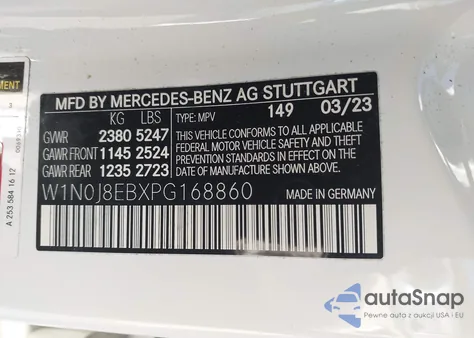 MFD BY MERCEDES-BENZ AG STUTTGART
KG LBS TYPE: MPV 149 03/23
GVWR 2380 5247
GAWR FRONT 1145 2524
GAWR REAR 1235 2723
THIS VEHICLE CONFORMS TO ALL APPLICABLE
FEDERAL MOTOR VEHICLE SAFETY AND THEFT
PREVENTION STANDARDS IN EFFECT ON THE
DATE OF MANUFACTURE SHOWN ABOVE.
W1N0J8EBXPG168860
MADE IN GERMANY
A 253 584 16 12
autoSnap
Pewne auta z aukcji USA i EU